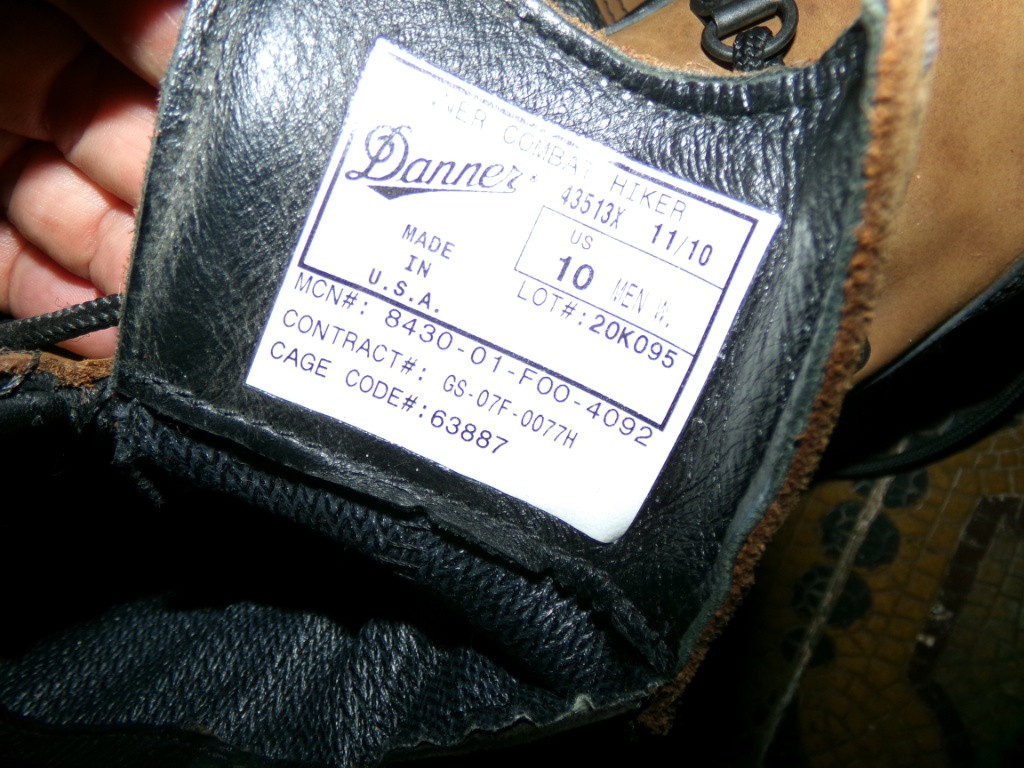 NER COMBAT HIKER
Danner
43513X 11/10
US
10 MEN W.
MADE
IN
U.S.A.
LOT#:20K095
MCN#: 8430-01-F00-4092
CONTRACT#: GS-07F-0077H
CAGE CODE#:63887